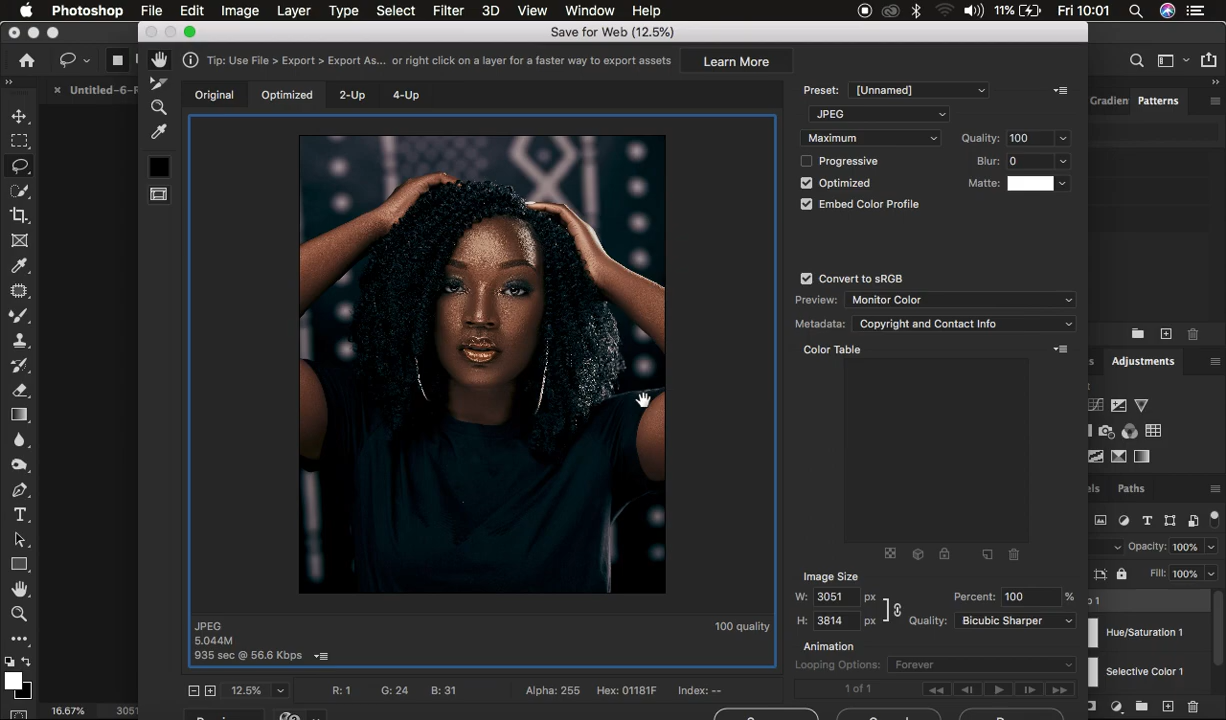 Photoshop File Edit Image Layer Type Select Filter 3D View Window Help 11% Fri 10:01
Save for Web (12.5%)
Tip: Use File > Export > Export As... or right click on a layer for a faster way to export assets Learn More
Untitled-6-
Original Optimized 2-Up 4-Up
Preset: [Unnamed]
JPEG
Maximum Quality: 100
Progressive Blur: 0
Optimized Matte:
Embed Color Profile
Convert to sRGB
Preview: Monitor Color
Metadata: Copyright and Contact Info
Color Table
Gradien Patterns
Adjustments
Paths
Opacity: 100%
Fill: 100%
Hue/Saturation 1
Selective Color 1
Image Size
W: 3051 px Percent: 100 %
H: 3814 px Quality: Bicubic Sharper
Animation
Looping Options: Forever
1 of 1
JPEG 100 quality
5.044M
935 sec @ 56.6 Kbps
12.5% R: 1 G: 24 B: 31 Alpha: 255 Hex: 01181F Index: --
16.67% 3051